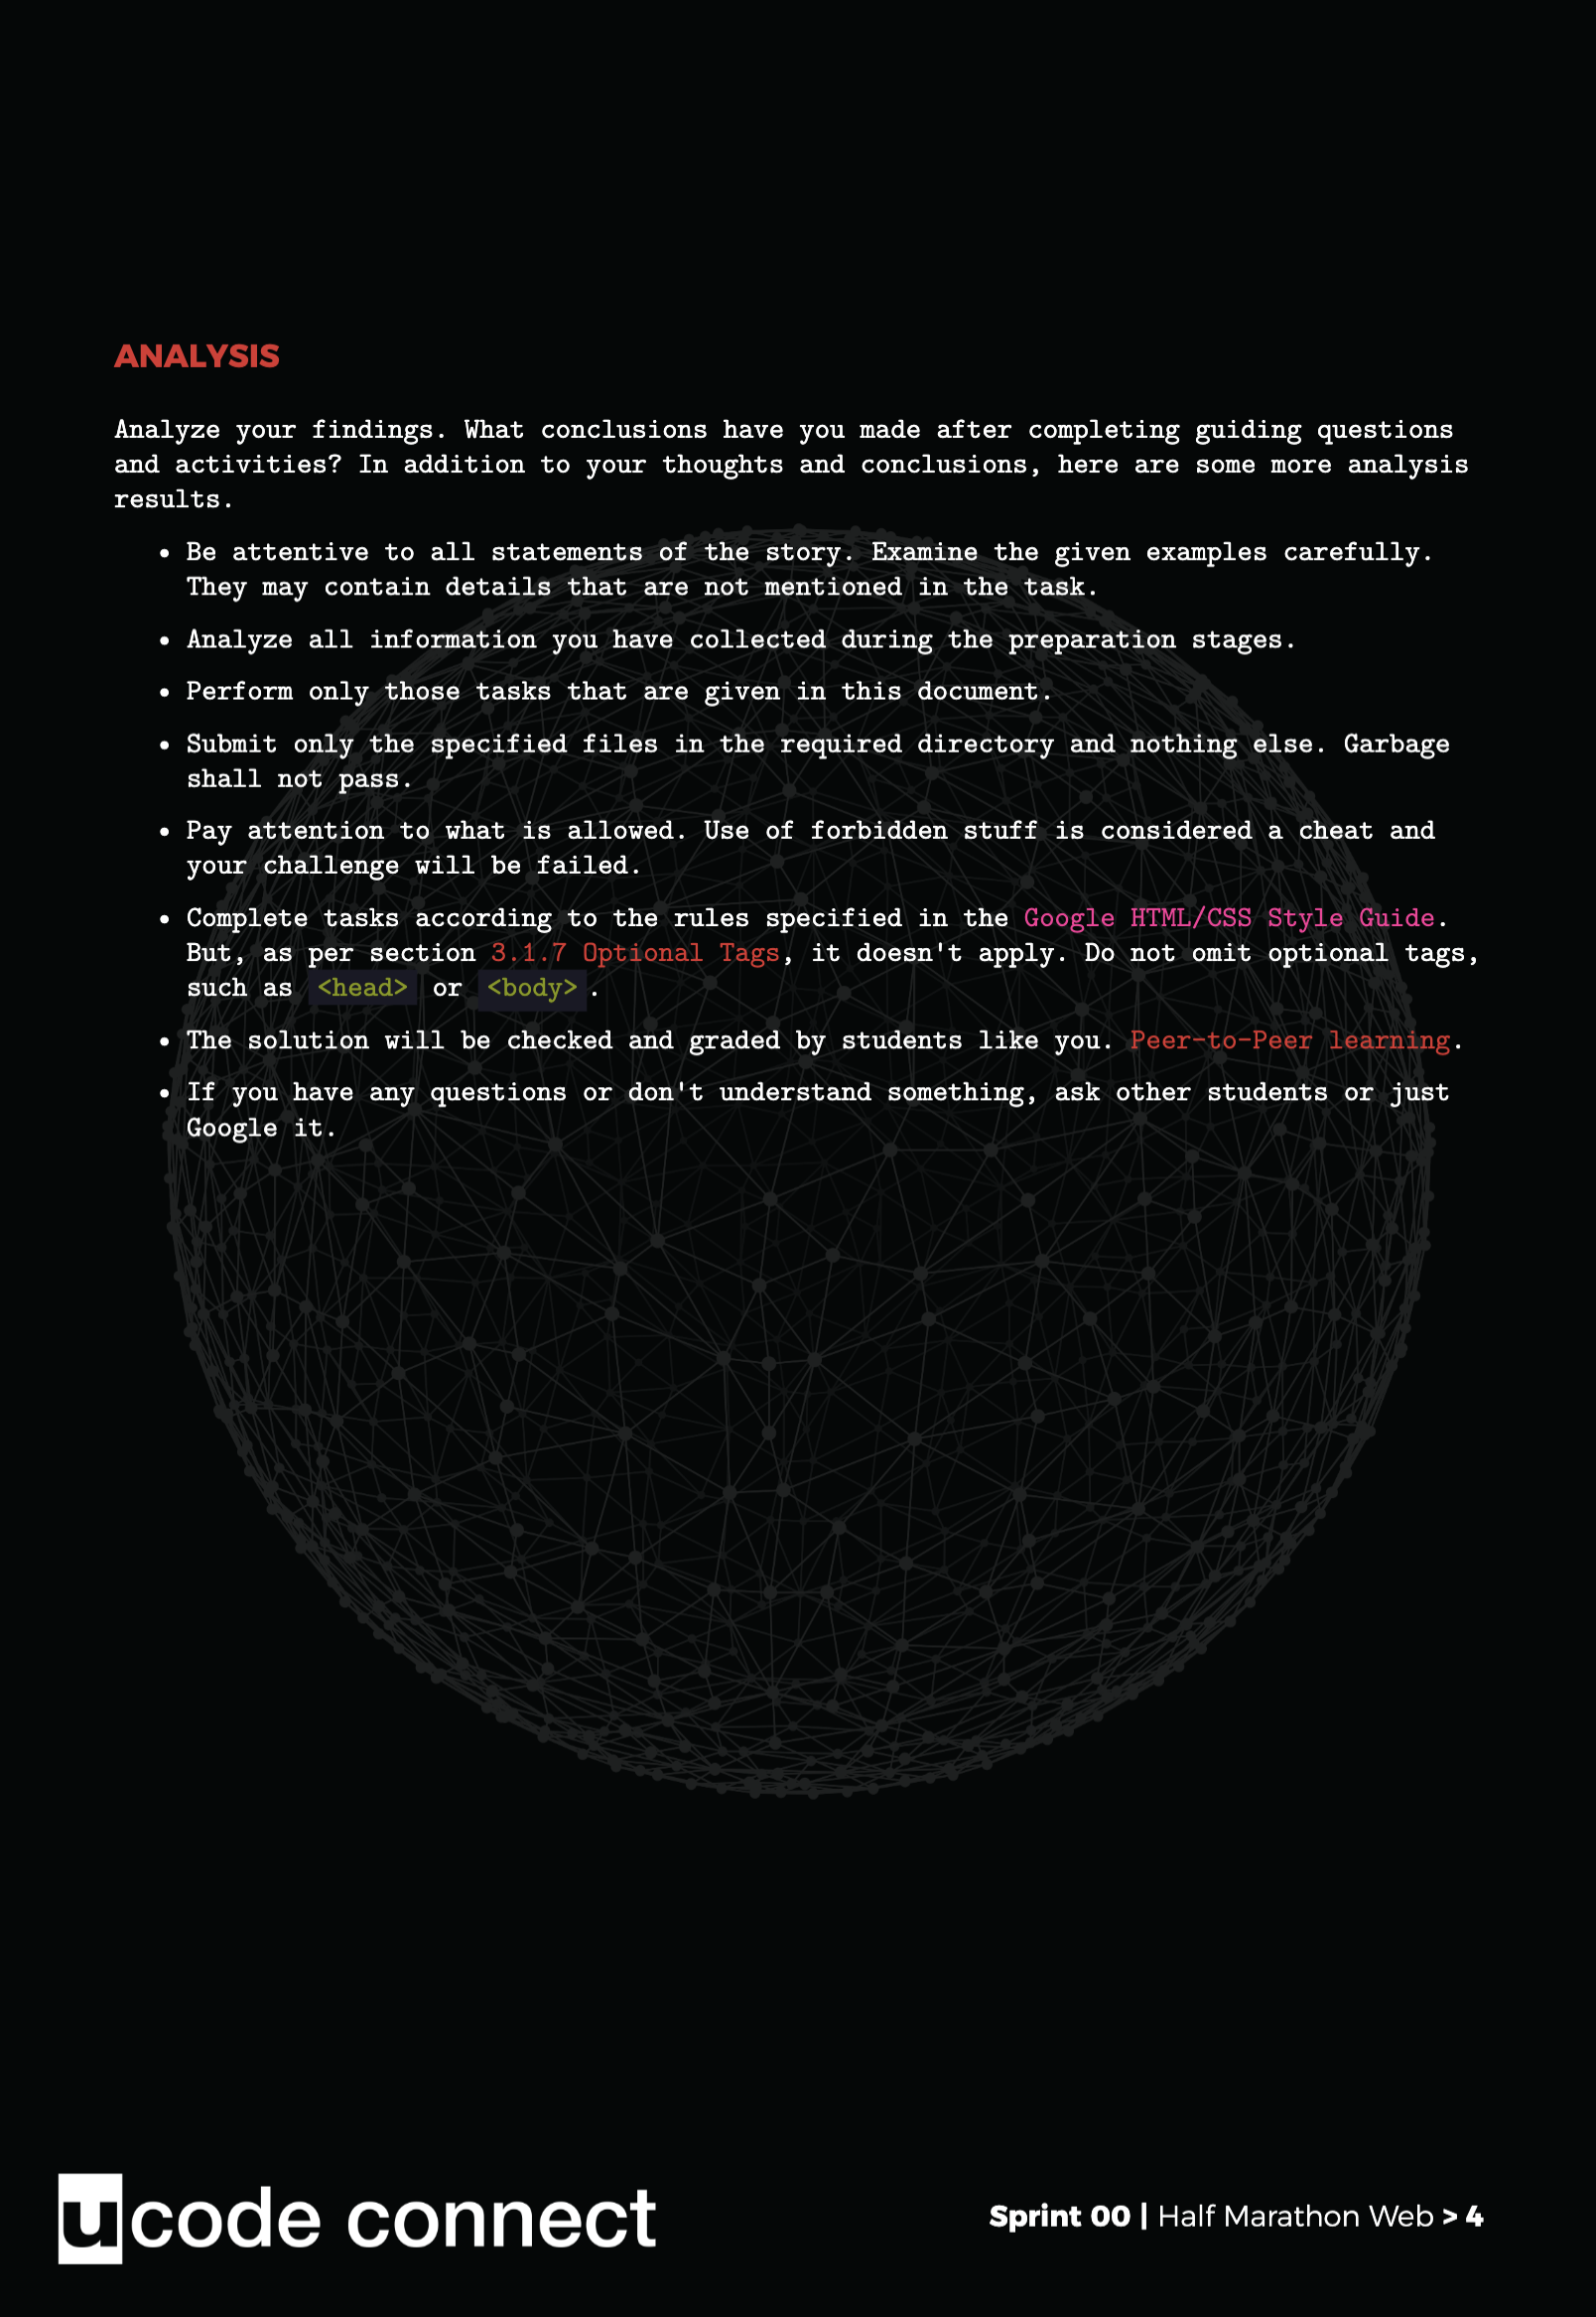 ANALYSIS
Analyze your findings. What conclusions have you made after completing guiding questions
and activities? In addition to your thoughts and conclusions, here are some more analysis
results.
• Be attentive to all statements of the story. Examine the given examples carefully.
They may contain details that are not mentioned in the task.
• Analyze all information you have collected during the preparation stages.
• Perform only those tasks that are given in this document.
• Submit only the specified files in the required directory and nothing else. Garbage
shall not pass.
• Pay attention to what is allowed. Use of forbidden stuff is considered a cheat and
your challenge will be failed.
• Complete tasks according to the rules specified in the Google HTML/CSS Style Guide.
But, as per section 3.1.7 Optional Tags, it doesn't apply. Do not omit optional tags,
such as <head> or <body>.
• The solution will be checked and graded by students like you. Peer-to-Peer learning.
• If you have any questions or don't understand something, ask other students or just
Google it.
ucode connect
Sprint 00 | Half Marathon Web > 4